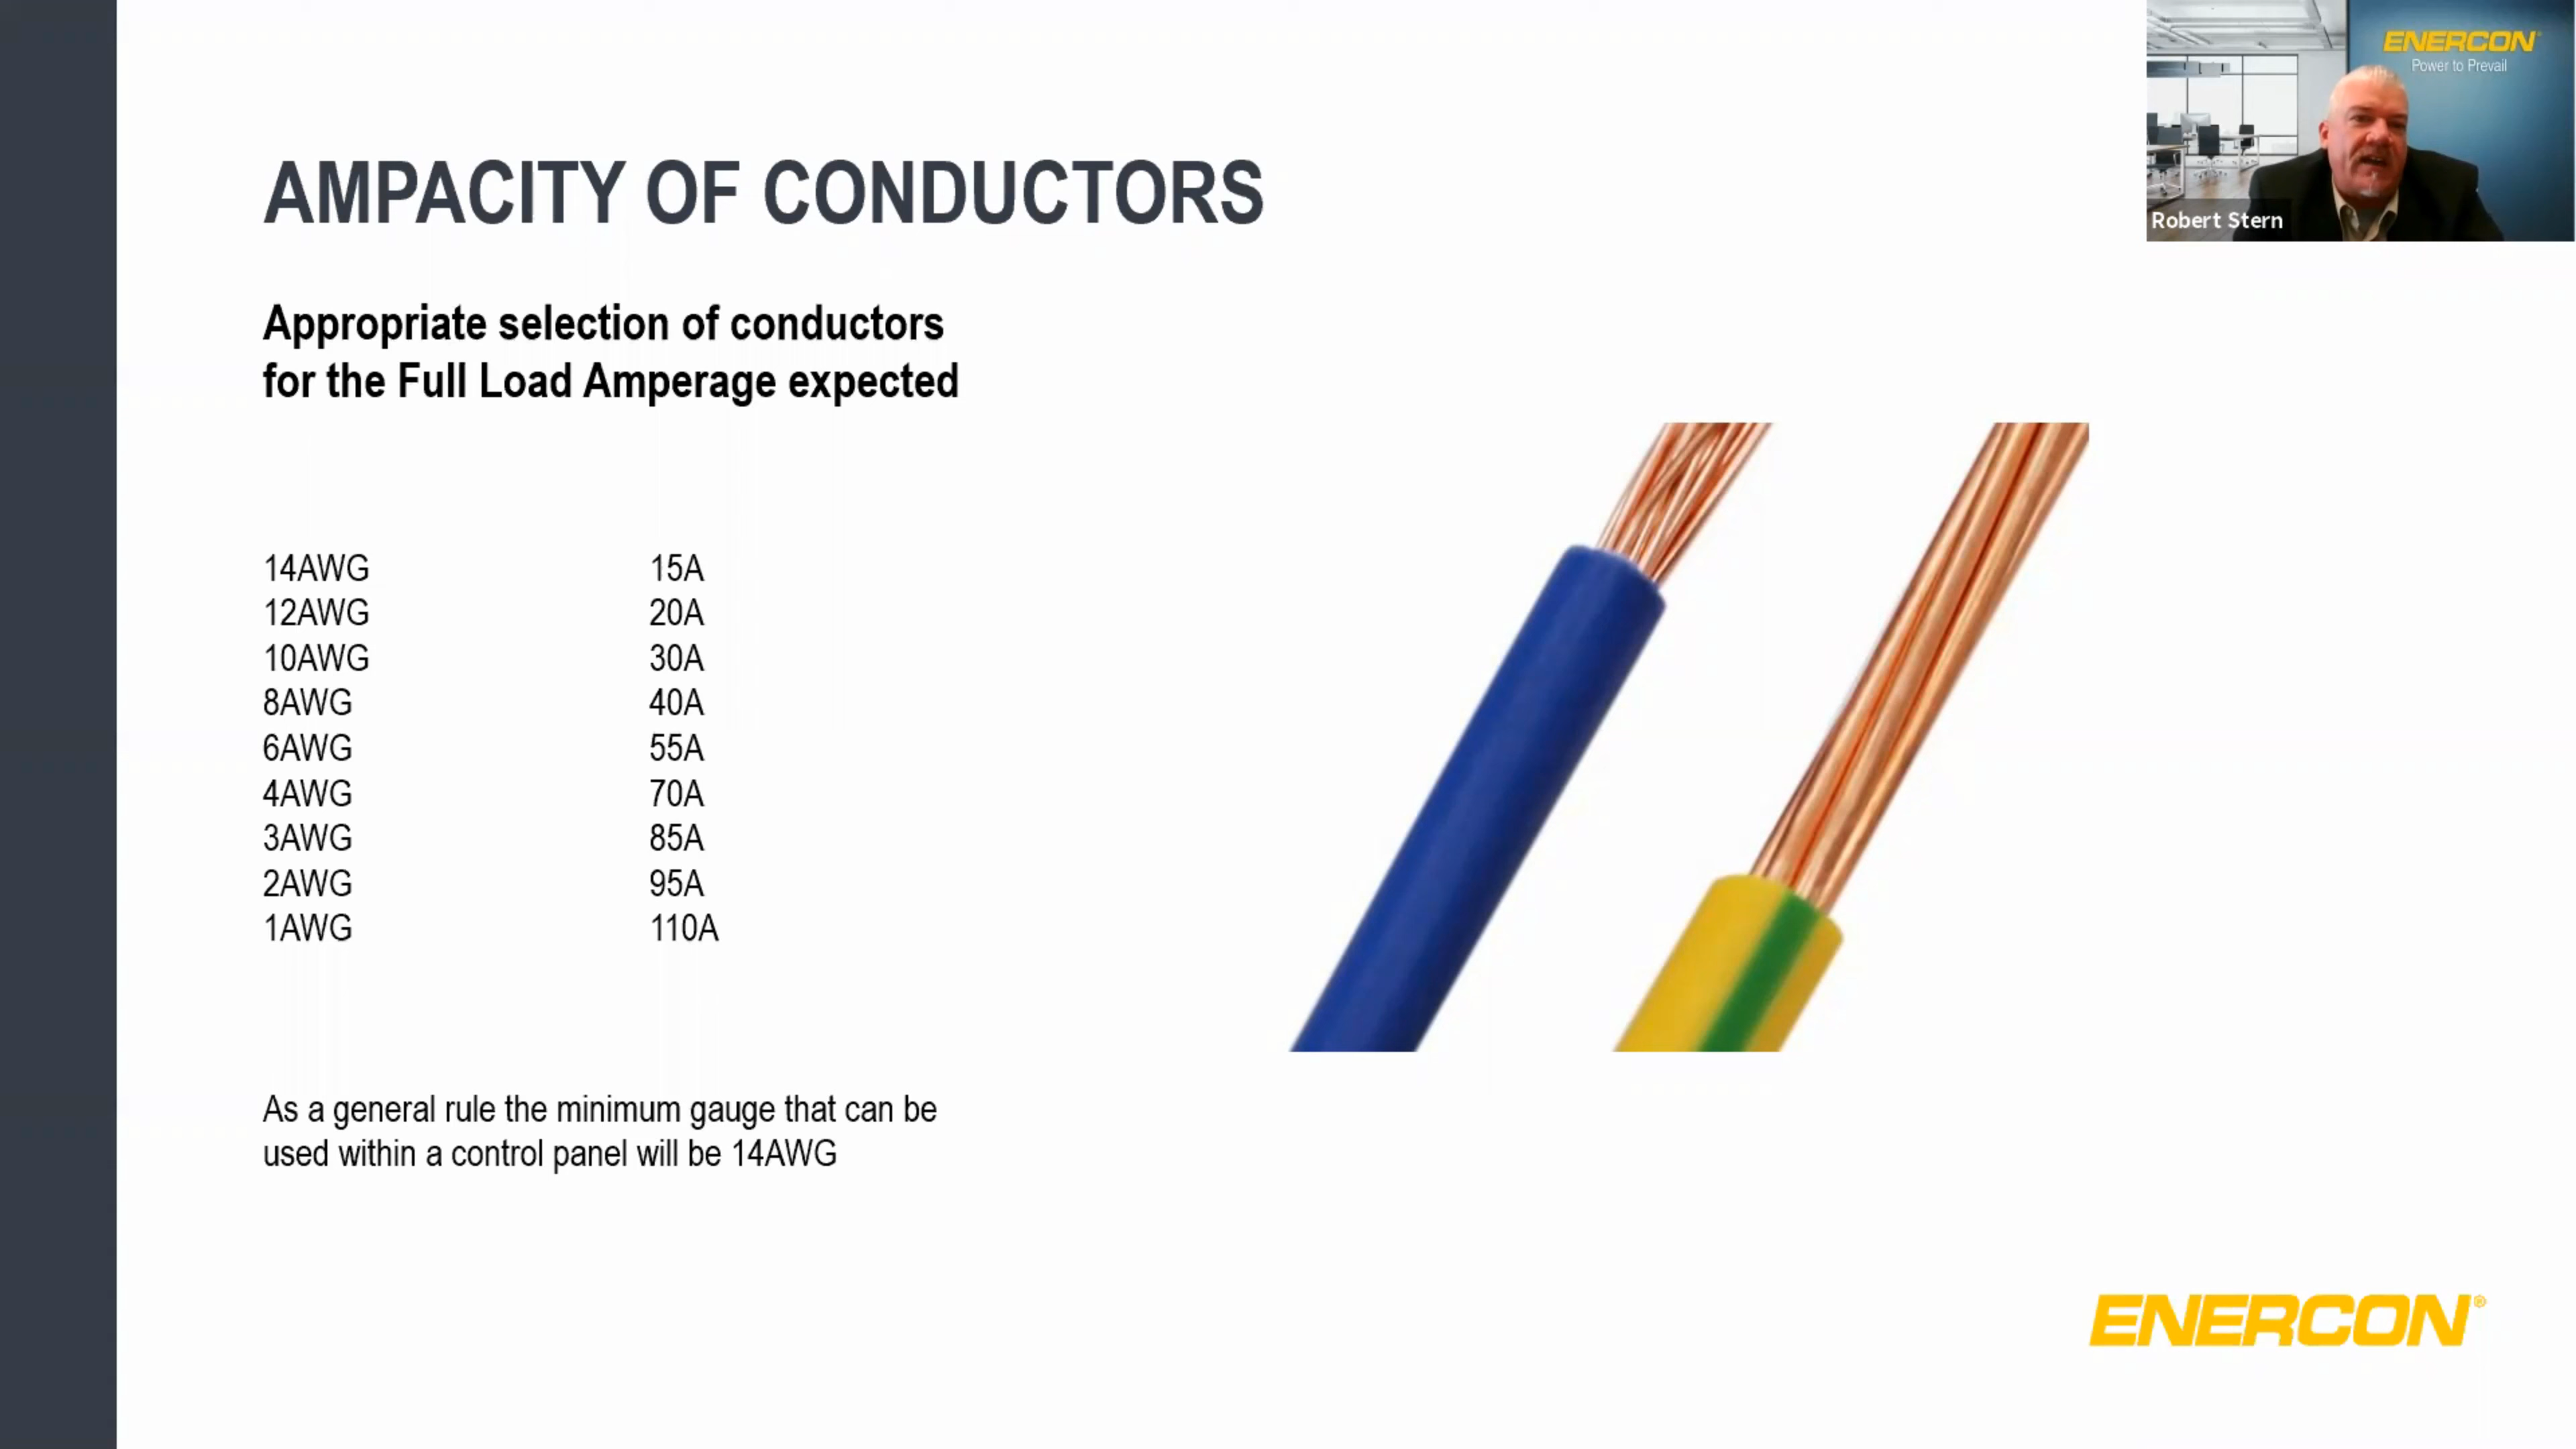 AMPACITY OF CONDUCTORS
Appropriate selection of conductors
for the Full Load Amperage expected
14AWG 15A
12AWG 20A
10AWG 30A
8AWG 40A
6AWG 55A
4AWG 70A
3AWG 85A
2AWG 95A
1AWG 110A
As a general rule the minimum gauge that can be
used within a control panel will be 14AWG
ENERCON®
Power to Prevail
Robert Stern
ENERCON®